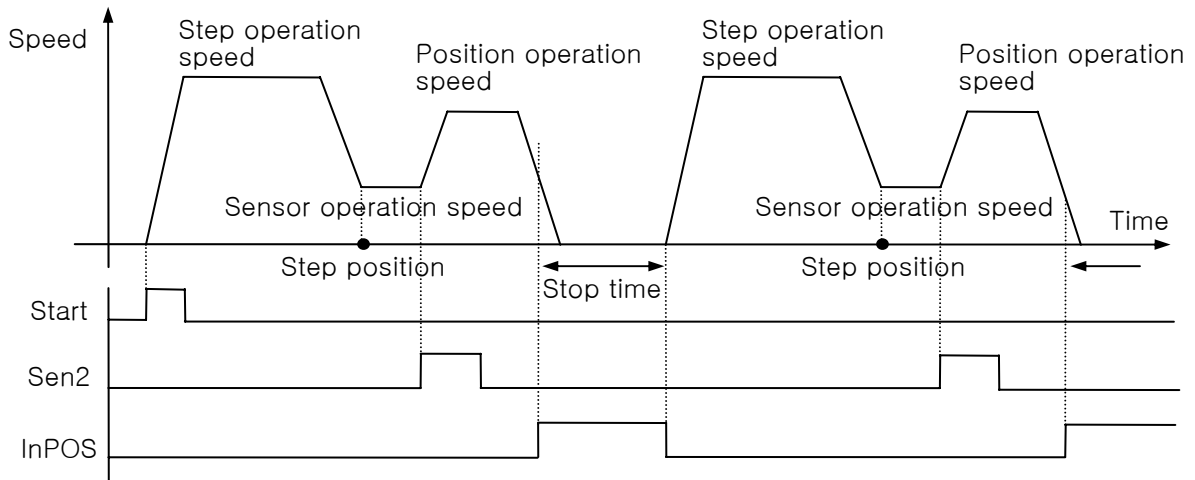 Speed
Step operation
speed
Position operation
speed
Step operation
speed
Position operation
speed
Sensor operation speed
Sensor operation speed
Time
Step position
Stop time
Step position
Start
Sen2
InPOS